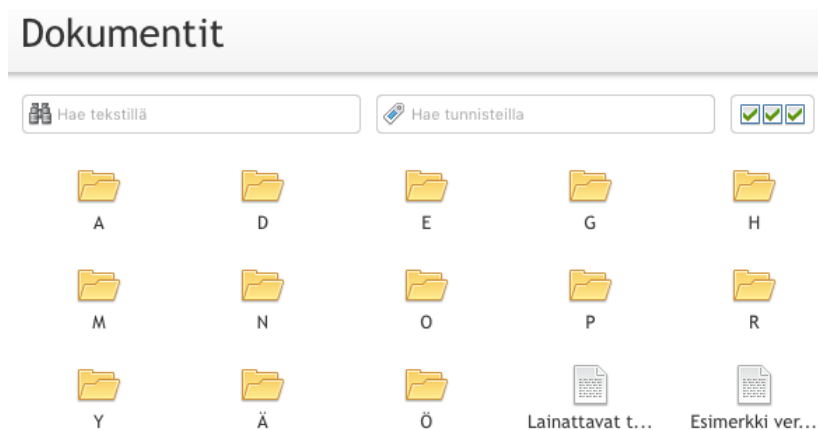 Dokumentit
Hae tekstillä Hae tunnisteilla
A D E G H
M N O P R
Y Ä Ö Lainattavat t... Esimerkki ver...